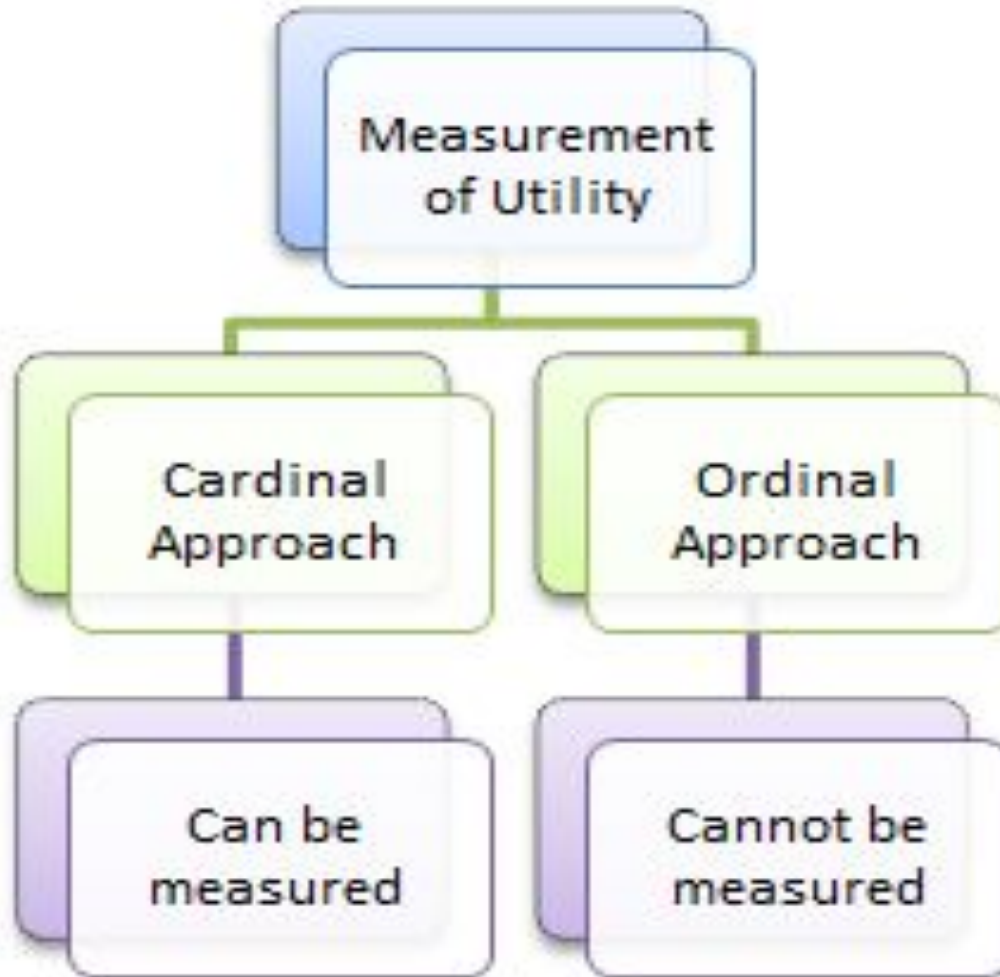 Measurement
of Utility
Cardinal
Approach
Ordinal
Approach
Can be
measured
Cannot be
measured